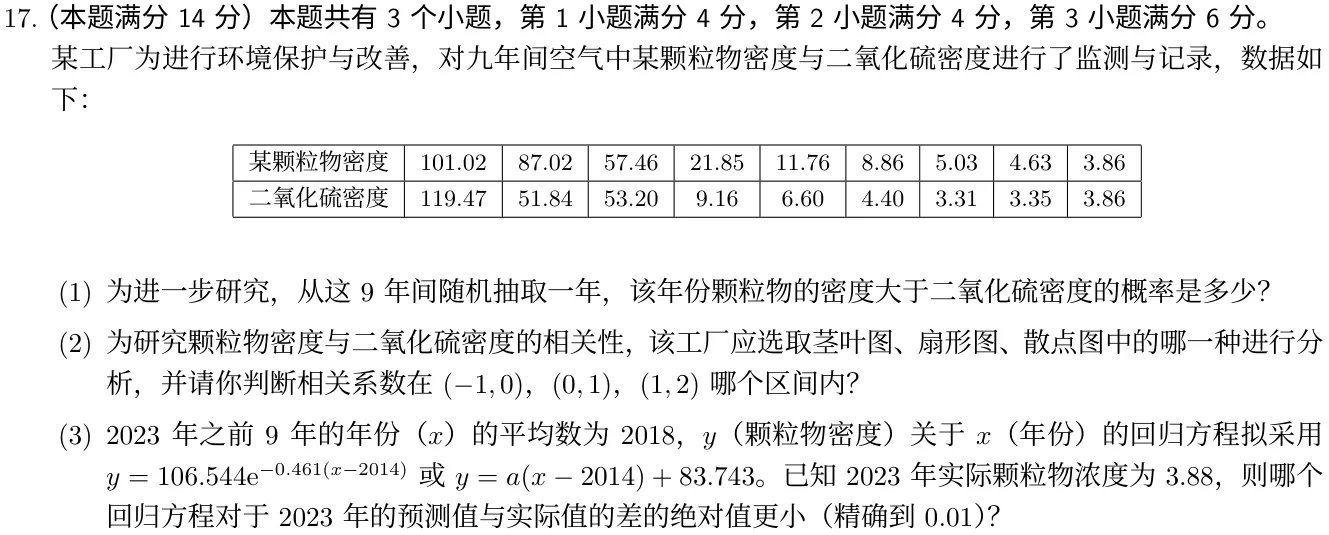 17.（本题满分 14 分）本题共有 3 个小题，第 1 小题满分 4 分，第 2 小题满分 4 分，第 3 小题满分 6 分。
某工厂为进行环境保护与改善，对九年间空气中某颗粒物密度与二氧化硫密度进行了监测与记录，数据如
下：
某颗粒物密度 101.02 87.02 57.46 21.85 11.76 8.86 5.03 4.63 3.86
二氧化硫密度 119.47 51.84 53.20 9.16 6.60 4.40 3.31 3.35 3.86
(1) 为进一步研究，从这 9 年间随机抽取一年，该年份颗粒物的密度大于二氧化硫密度的概率是多少？
(2) 为研究颗粒物密度与二氧化硫密度的相关性，该工厂应选取茎叶图、扇形图、散点图中的哪一种进行分
析，并请你判断相关系数在 (−1, 0)，(0, 1)，(1, 2) 哪个区间内？
(3) 2023 年之前 9 年的年份（x）的平均数为 2018，y（颗粒物密度）关于 x（年份）的回归方程拟采用
y = 106.544e^{−0.461(x−2014)} 或 y = a(x − 2014) + 83.743。已知 2023 年实际颗粒物浓度为 3.88，则哪个
回归方程对于 2023 年的预测值与实际值的差的绝对值更小（精确到 0.01）？